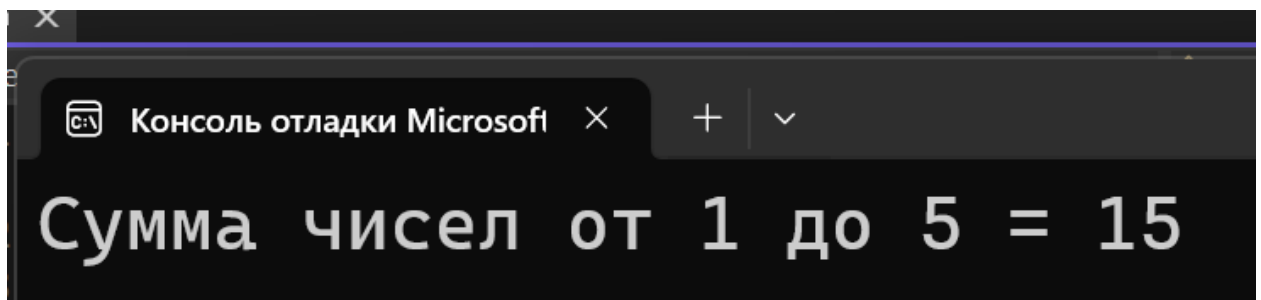 Консоль отладки Microsoft
Сумма чисел от 1 до 5 = 15